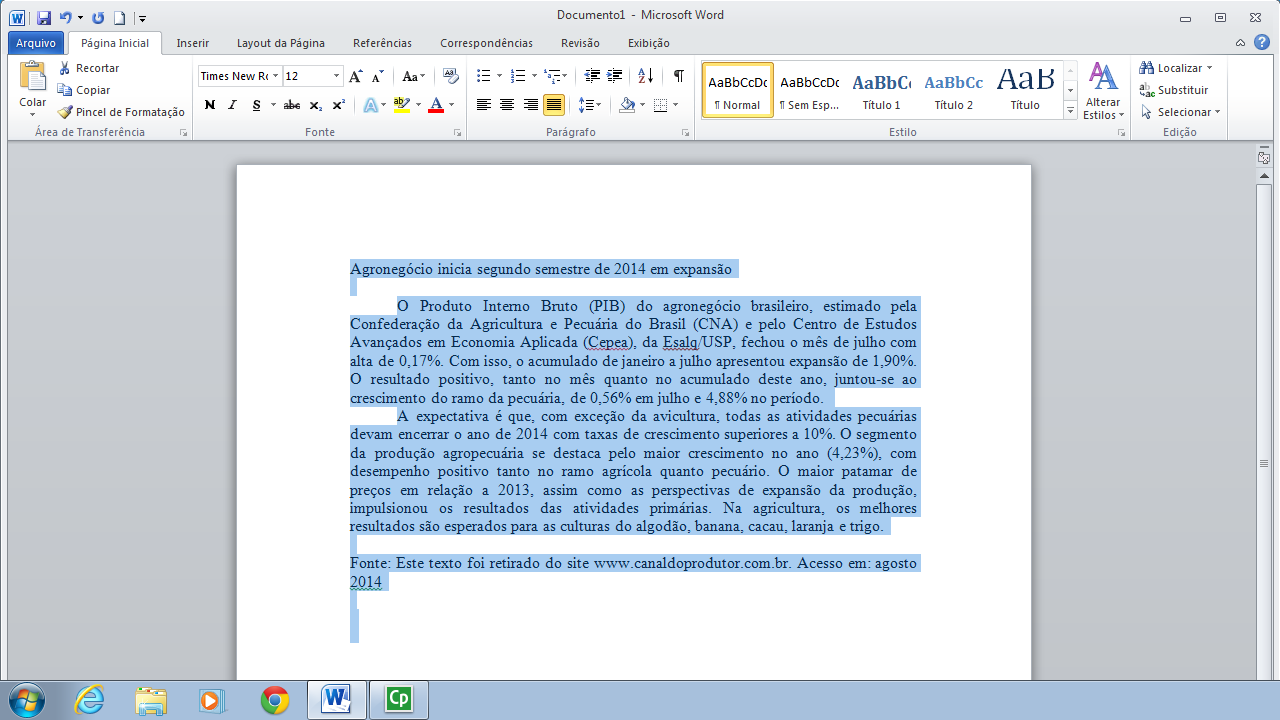 Documento1 - Microsoft Word
Arquivo Página Inicial Inserir Layout da Página Referências Correspondências Revisão Exibição
Colar
Recortar
Copiar
Pincel de Formatação
Área de Transferência
Times New Ro 12
Fonte
Parágrafo
AaBbCcDc AaBbCcDc AaBbCc AaBbCc AaB
¶ Normal ¶ Sem Esp... Título 1 Título 2 Título
Alterar
Estilos
Estilo
Localizar
Substituir
Selecionar
Edição
Agronegócio inicia segundo semestre de 2014 em expansão
O Produto Interno Bruto (PIB) do agronegócio brasileiro, estimado pela
Confederação da Agricultura e Pecuária do Brasil (CNA) e pelo Centro de Estudos
Avançados em Economia Aplicada (Cepea), da Esalq/USP, fechou o mês de julho com
alta de 0,17%. Com isso, o acumulado de janeiro a julho apresentou expansão de 1,90%.
O resultado positivo, tanto no mês quanto no acumulado deste ano, juntou-se ao
crescimento do ramo da pecuária, de 0,56% em julho e 4,88% no período.
A expectativa é que, com exceção da avicultura, todas as atividades pecuárias
devam encerrar o ano de 2014 com taxas de crescimento superiores a 10%. O segmento
da produção agropecuária se destaca pelo maior crescimento no ano (4,23%), com
desempenho positivo tanto no ramo agrícola quanto pecuário. O maior patamar de
preços em relação a 2013, assim como as perspectivas de expansão da produção,
impulsionou os resultados das atividades primárias. Na agricultura, os melhores
resultados são esperados para as culturas do algodão, banana, cacau, laranja e trigo.
Fonte: Este texto foi retirado do site www.canaldoprodutor.com.br. Acesso em: agosto
2014
Cp